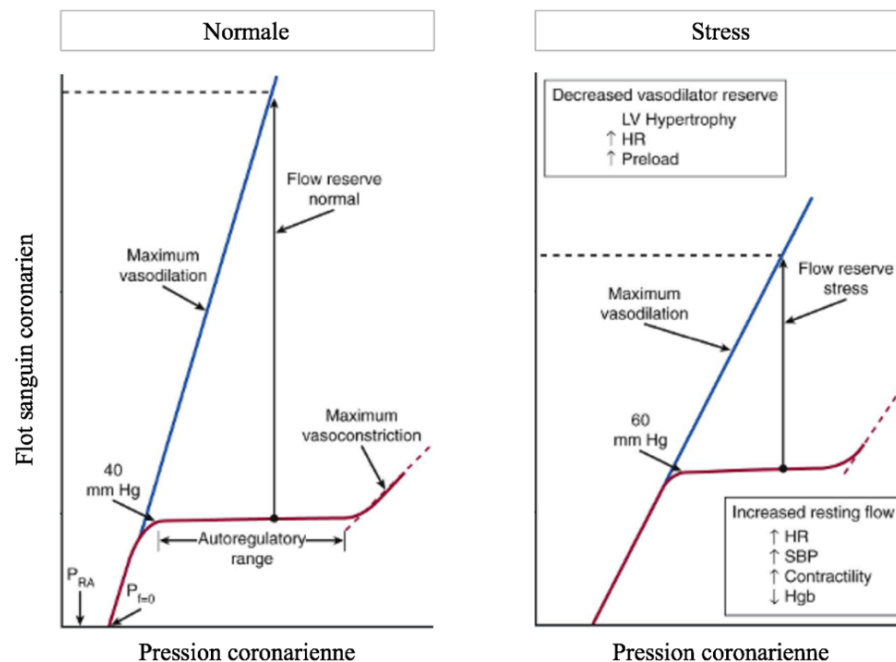 Normale
Flot sanguin coronarien
Flow reserve
normal
Maximum
vasodilation
Maximum
vasoconstriction
40
mm Hg
Autoregulatory
range
P_RA
P_f=0
Pression coronarienne
Stress
Decreased vasodilator reserve
LV Hypertrophy
↑ HR
↑ Preload
Flow reserve
stress
Maximum
vasodilation
60
mm Hg
Increased resting flow
↑ HR
↑ SBP
↑ Contractility
↓ Hgb
Pression coronarienne